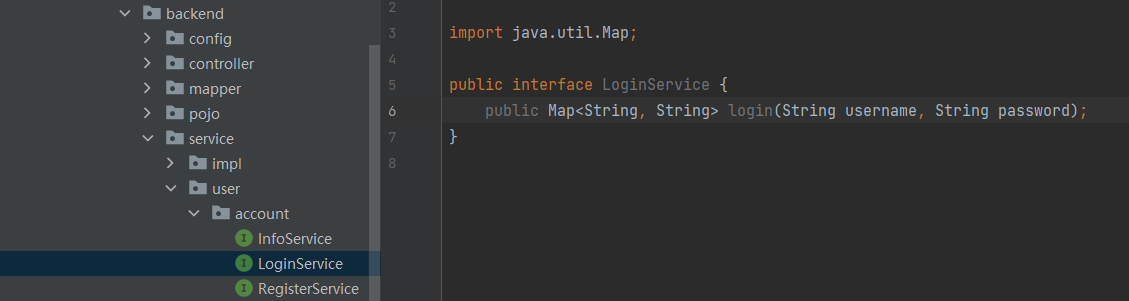 backend
config
controller
mapper
pojo
service
impl
user
account
InfoService
LoginService
RegisterService
2
3 import java.util.Map;
4
5 public interface LoginService {
6 public Map<String, String> login(String username, String password);
7 }
8